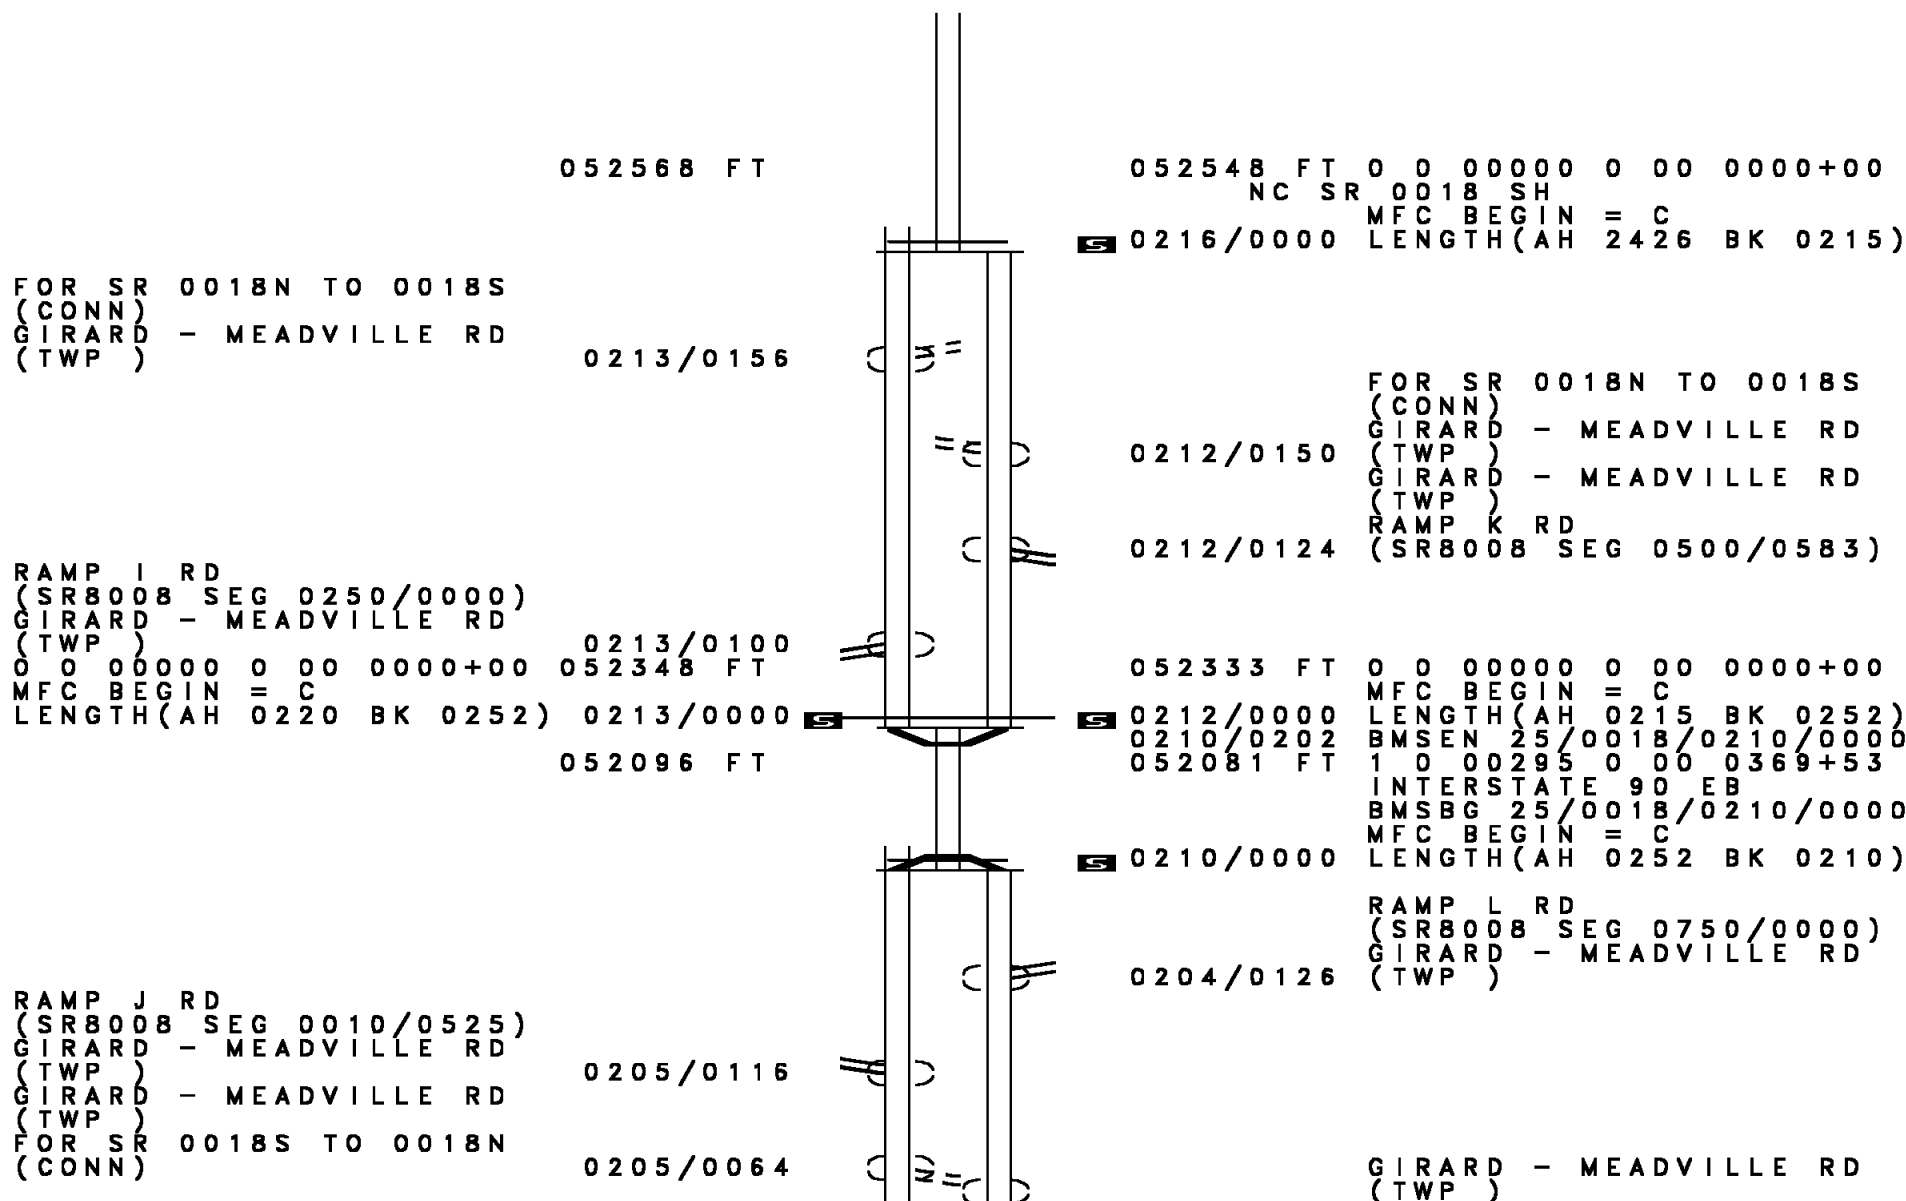 052568 FT
052548 FT 0 0 00000 0 00 0000+00
NC SR 0018 SH
MFC BEGIN = C
S 0216/0000 LENGTH(AH 2426 BK 0215)
FOR SR 0018N TO 0018S
(CONN)
GIRARD - MEADVILLE RD
(TWP )
0213/0156
FOR SR 0018N TO 0018S
(CONN)
GIRARD - MEADVILLE RD
0212/0150 (TWP )
GIRARD - MEADVILLE RD
(TWP )
RAMP K RD
0212/0124 (SR8008 SEG 0500/0583)
RAMP I RD
(SR8008 SEG 0250/0000)
GIRARD - MEADVILLE RD
(TWP ) 0213/0100
0 0 00000 0 00 0000+00 052348 FT
MFC BEGIN = C
LENGTH(AH 0220 BK 0252) 0213/0000 S
052096 FT
052333 FT 0 0 00000 0 00 0000+00
MFC BEGIN = C
S 0212/0000 LENGTH(AH 0215 BK 0252)
0210/0202 BMSEN 25/0018/0210/0000
052081 FT 1 0 00295 0 00 0369+53
INTERSTATE 90 EB
BMSBG 25/0018/0210/0000
MFC BEGIN = C
S 0210/0000 LENGTH(AH 0252 BK 0210)
RAMP L RD
(SR8008 SEG 0750/0000)
GIRARD - MEADVILLE RD
0204/0126 (TWP )
RAMP J RD
(SR8008 SEG 0010/0525)
GIRARD - MEADVILLE RD
(TWP ) 0205/0116
GIRARD - MEADVILLE RD
(TWP )
FOR SR 0018S TO 0018N
(CONN) 0205/0064
GIRARD - MEADVILLE RD
(TWP )